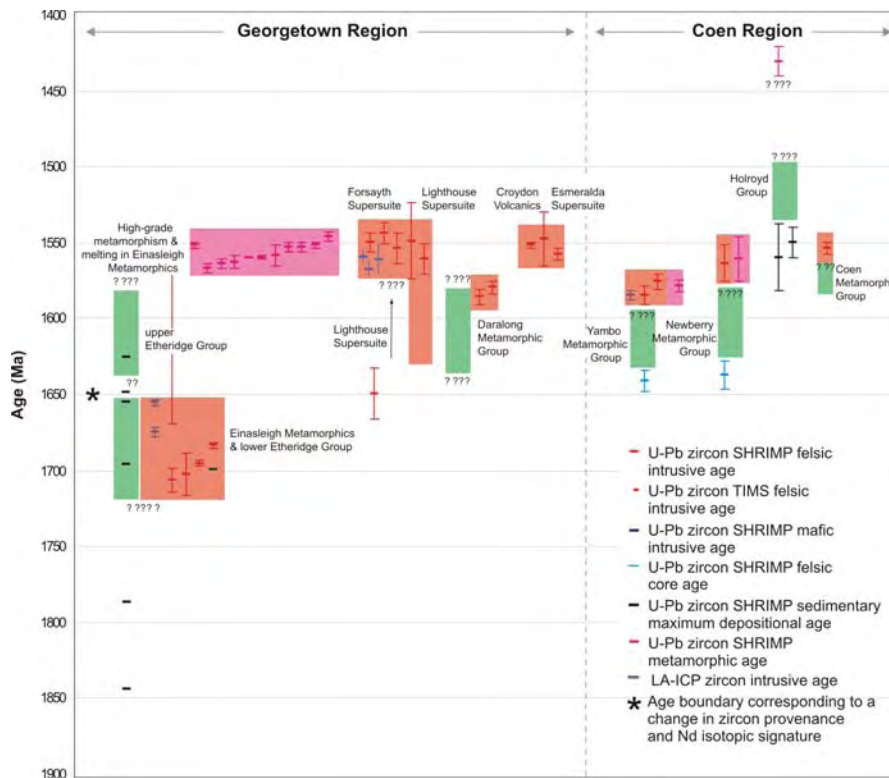 Georgetown Region
Coen Region
Age (Ma)
1400
1450
1500
1550
1600
1650
1700
1750
1800
1850
1900
? ???
? ???
Holroyd
Group
Forsayth
Supersuite
Lighthouse
Supersuite
Croydon
Volcanics
Esmeralda
Supersuite
High-grade
metamorphism &
melting in Einasleigh
Metamorphics
? ???
? ???
? ???
? ???
? ??
Coen
Metamorphic
Group
upper
Etheridge Group
Lighthouse
Supersuite
Daralong
Metamorphic
Group
? ???
Yambo
Metamorphic
Group
Newberry
Metamorphic
Group
??
? ???
*
Einasleigh Metamorphics
& lower Etheridge Group
? ??? ?
U-Pb zircon SHRIMP felsic
intrusive age
U-Pb zircon TIMS felsic
intrusive age
U-Pb zircon SHRIMP mafic
intrusive age
U-Pb zircon SHRIMP felsic
core age
U-Pb zircon SHRIMP sedimentary
maximum depositional age
U-Pb zircon SHRIMP
metamorphic age
LA-ICP zircon intrusive age
* Age boundary corresponding to a
change in zircon provenance
and Nd isotopic signature